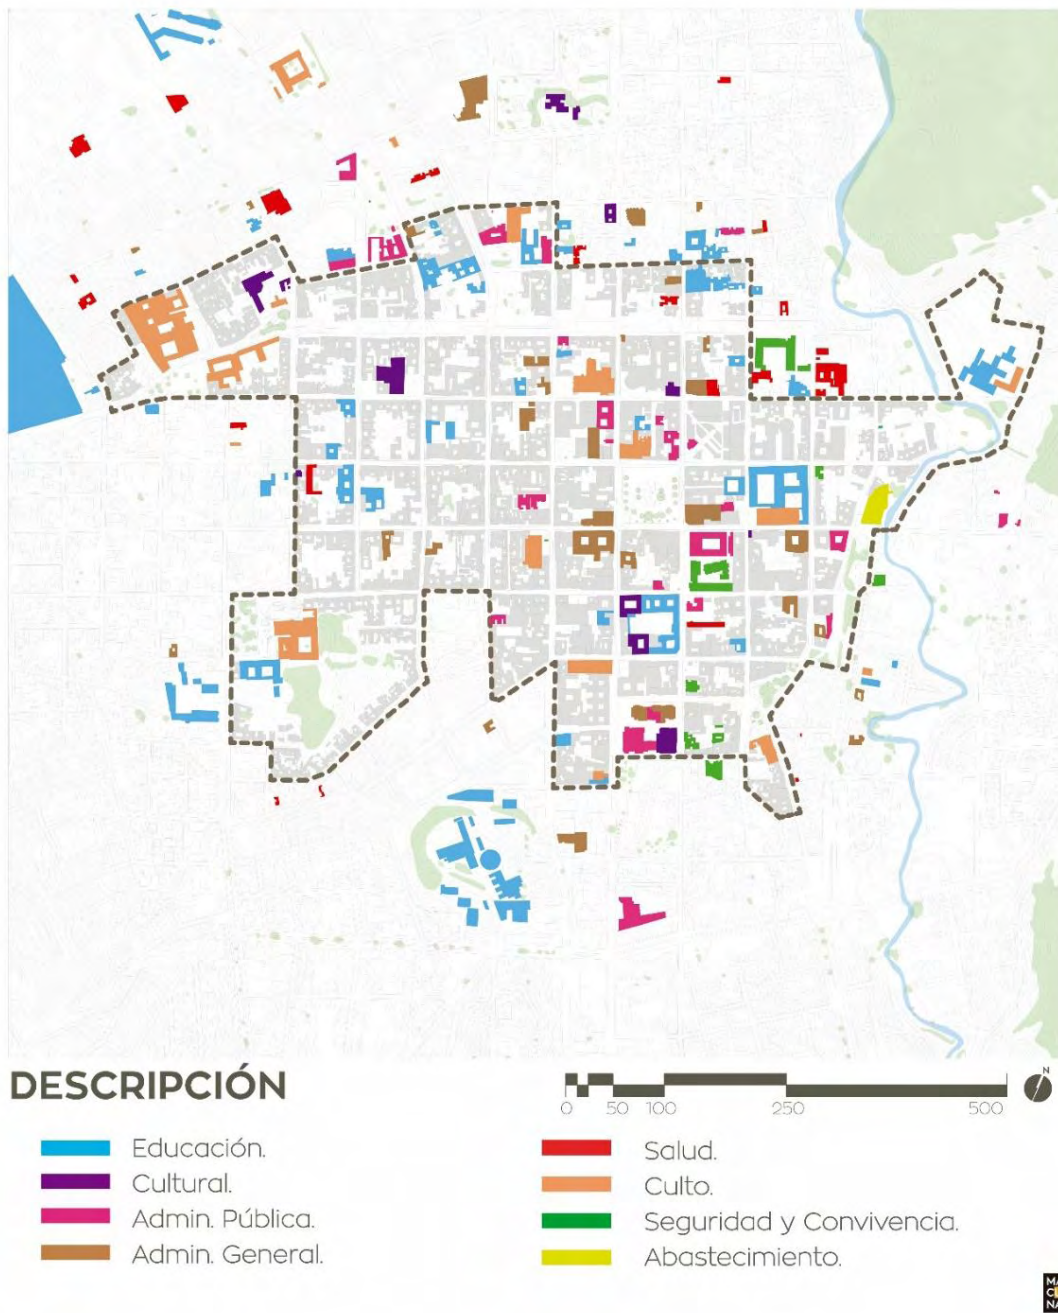 DESCRIPCIÓN
0 50 100 250 500
N
Educación.
Cultural.
Admin. Pública.
Admin. General.
Salud.
Culto.
Seguridad y Convivencia.
Abastecimiento.